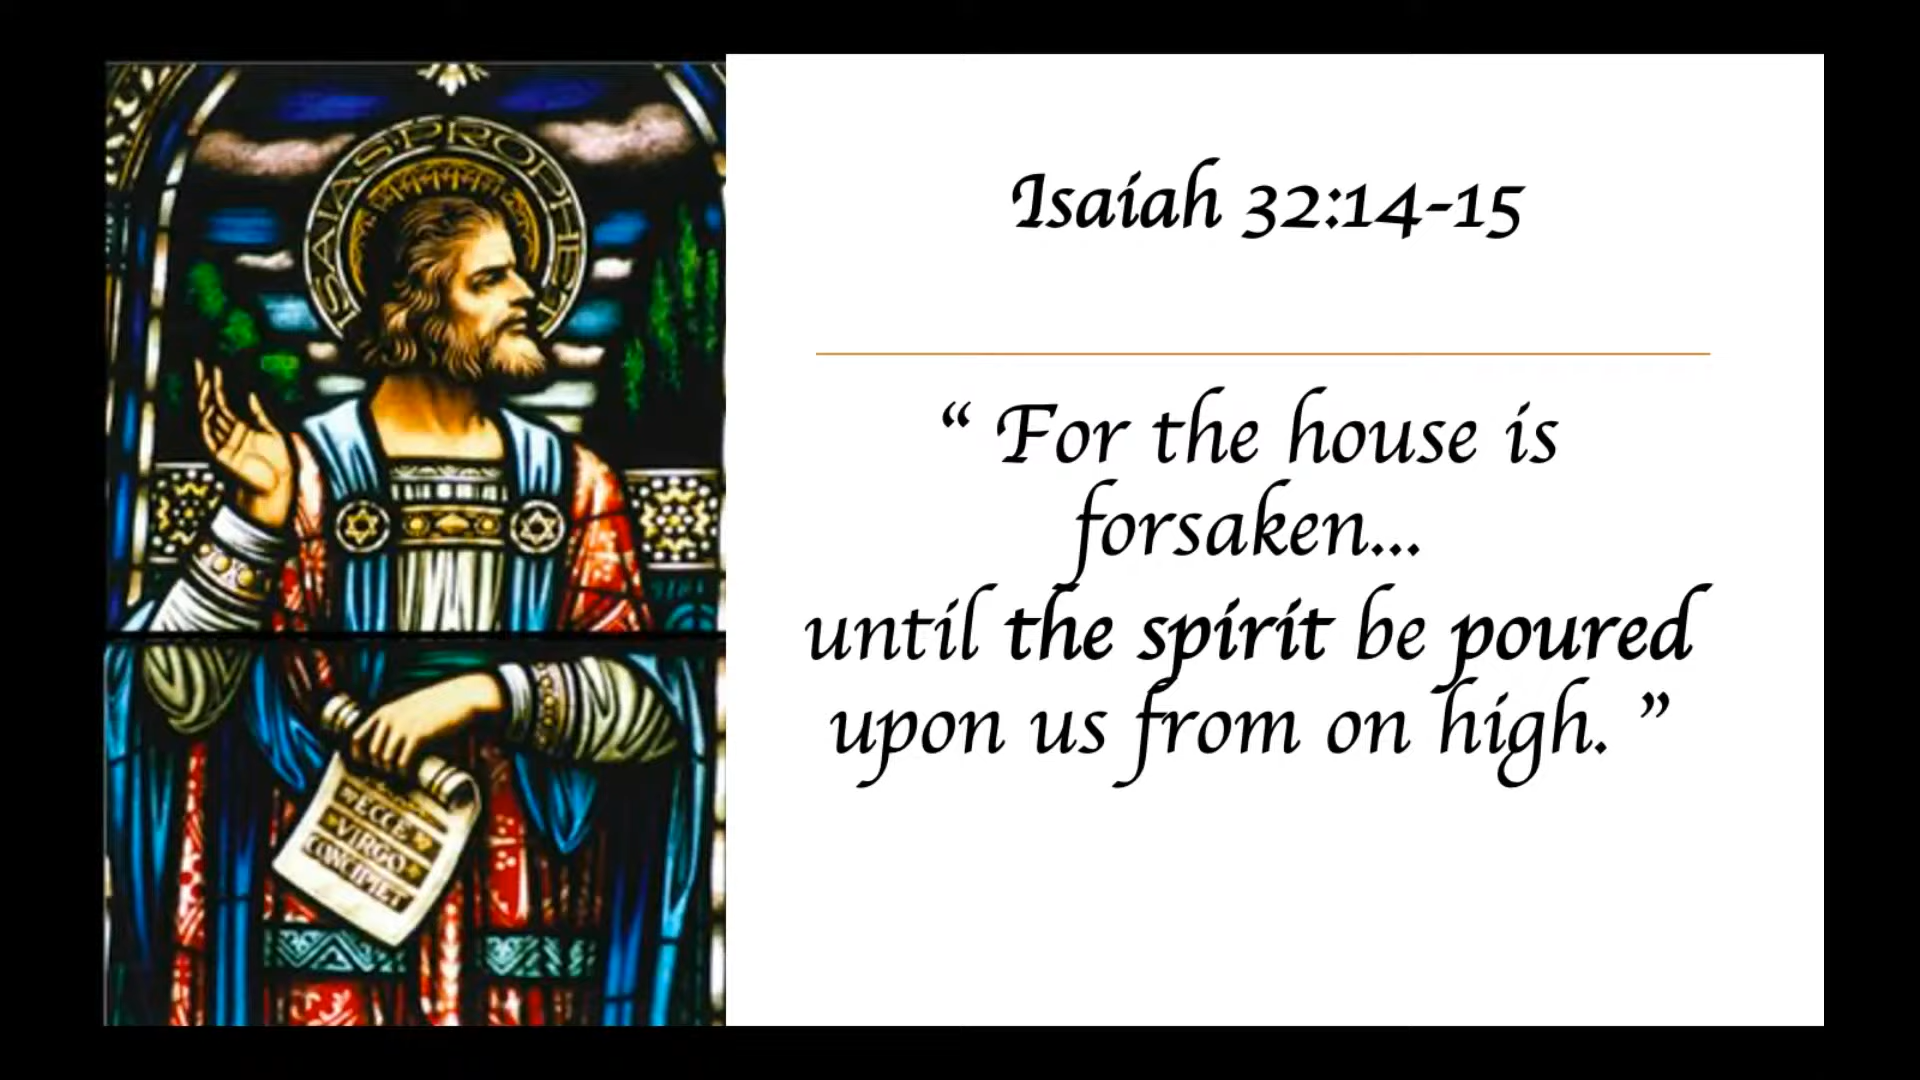 ISAIAS·PROPHET
ECCE
VIRGO
CONCIPIET
Isaiah 32:14-15
“ For the house is
forsaken...
until the spirit be poured
upon us from on high. ”